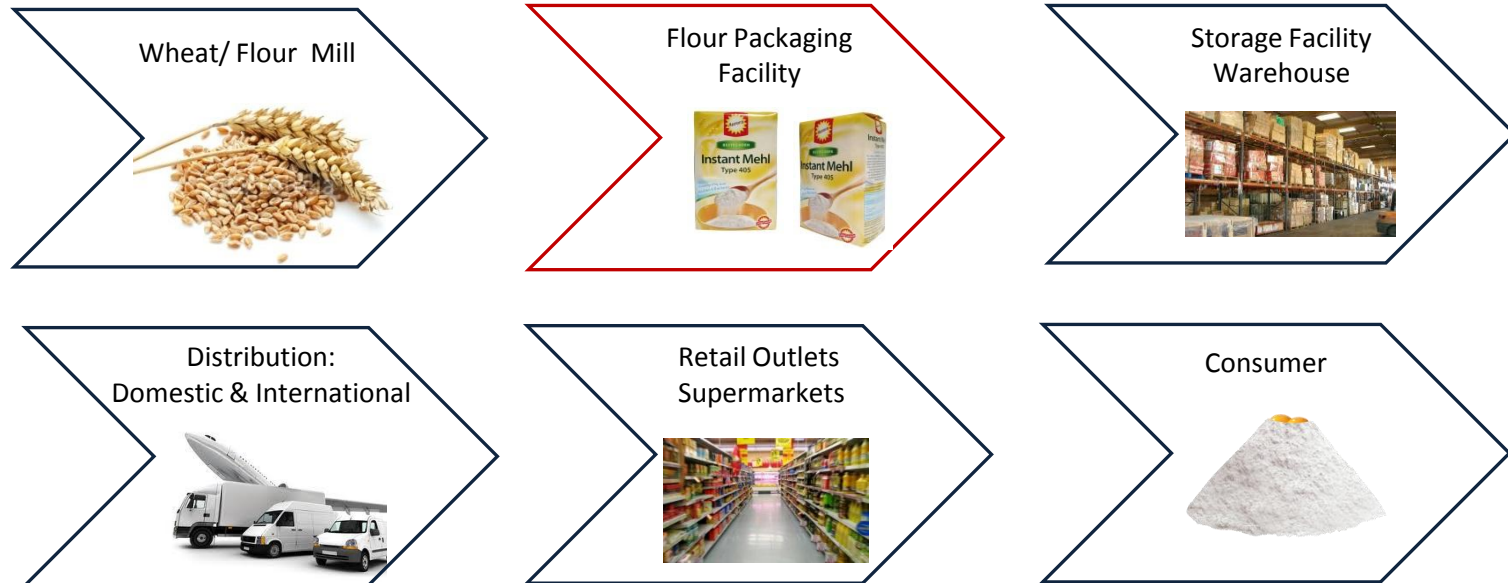 Wheat/ Flour Mill
Flour Packaging
Facility
Instant Mehl
Type 405
Instant Mehl
Type 405
Storage Facility
Warehouse
Distribution:
Domestic & International
Retail Outlets
Supermarkets
Consumer